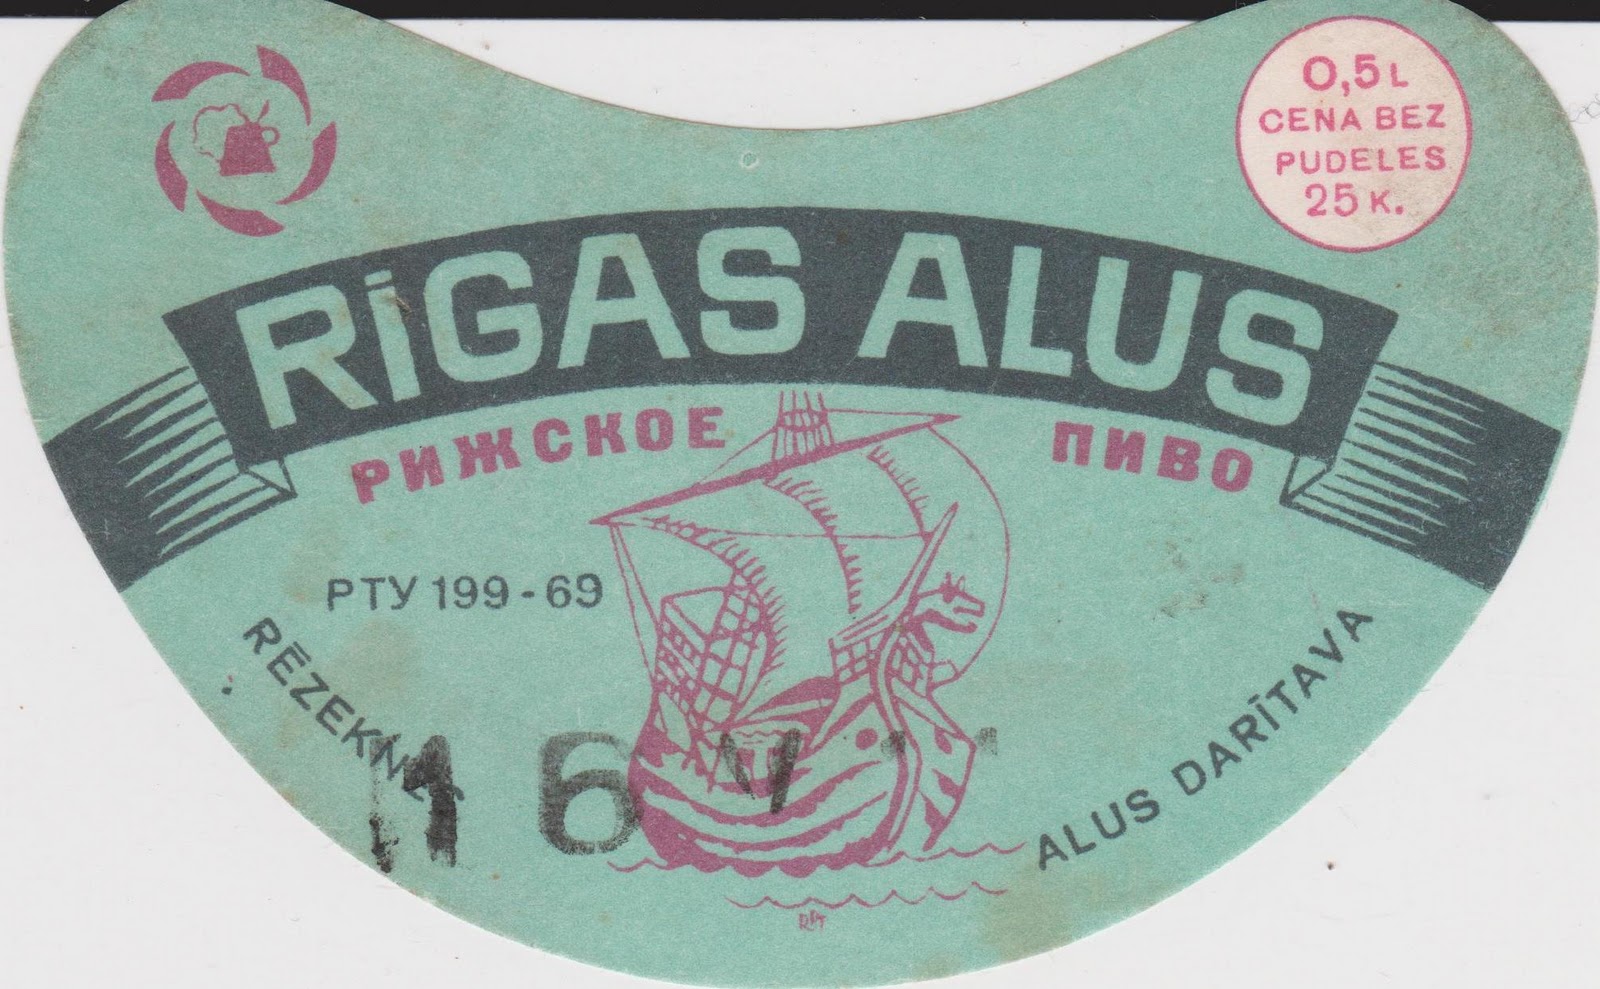 0,5 L
CENA BEZ
PUDELES
25 K.
RĪGAS ALUS
РИЖСКОЕ ПИВО
РТУ 199-69
RĒZEKNES
ALUS DARĪTAVA
16 V